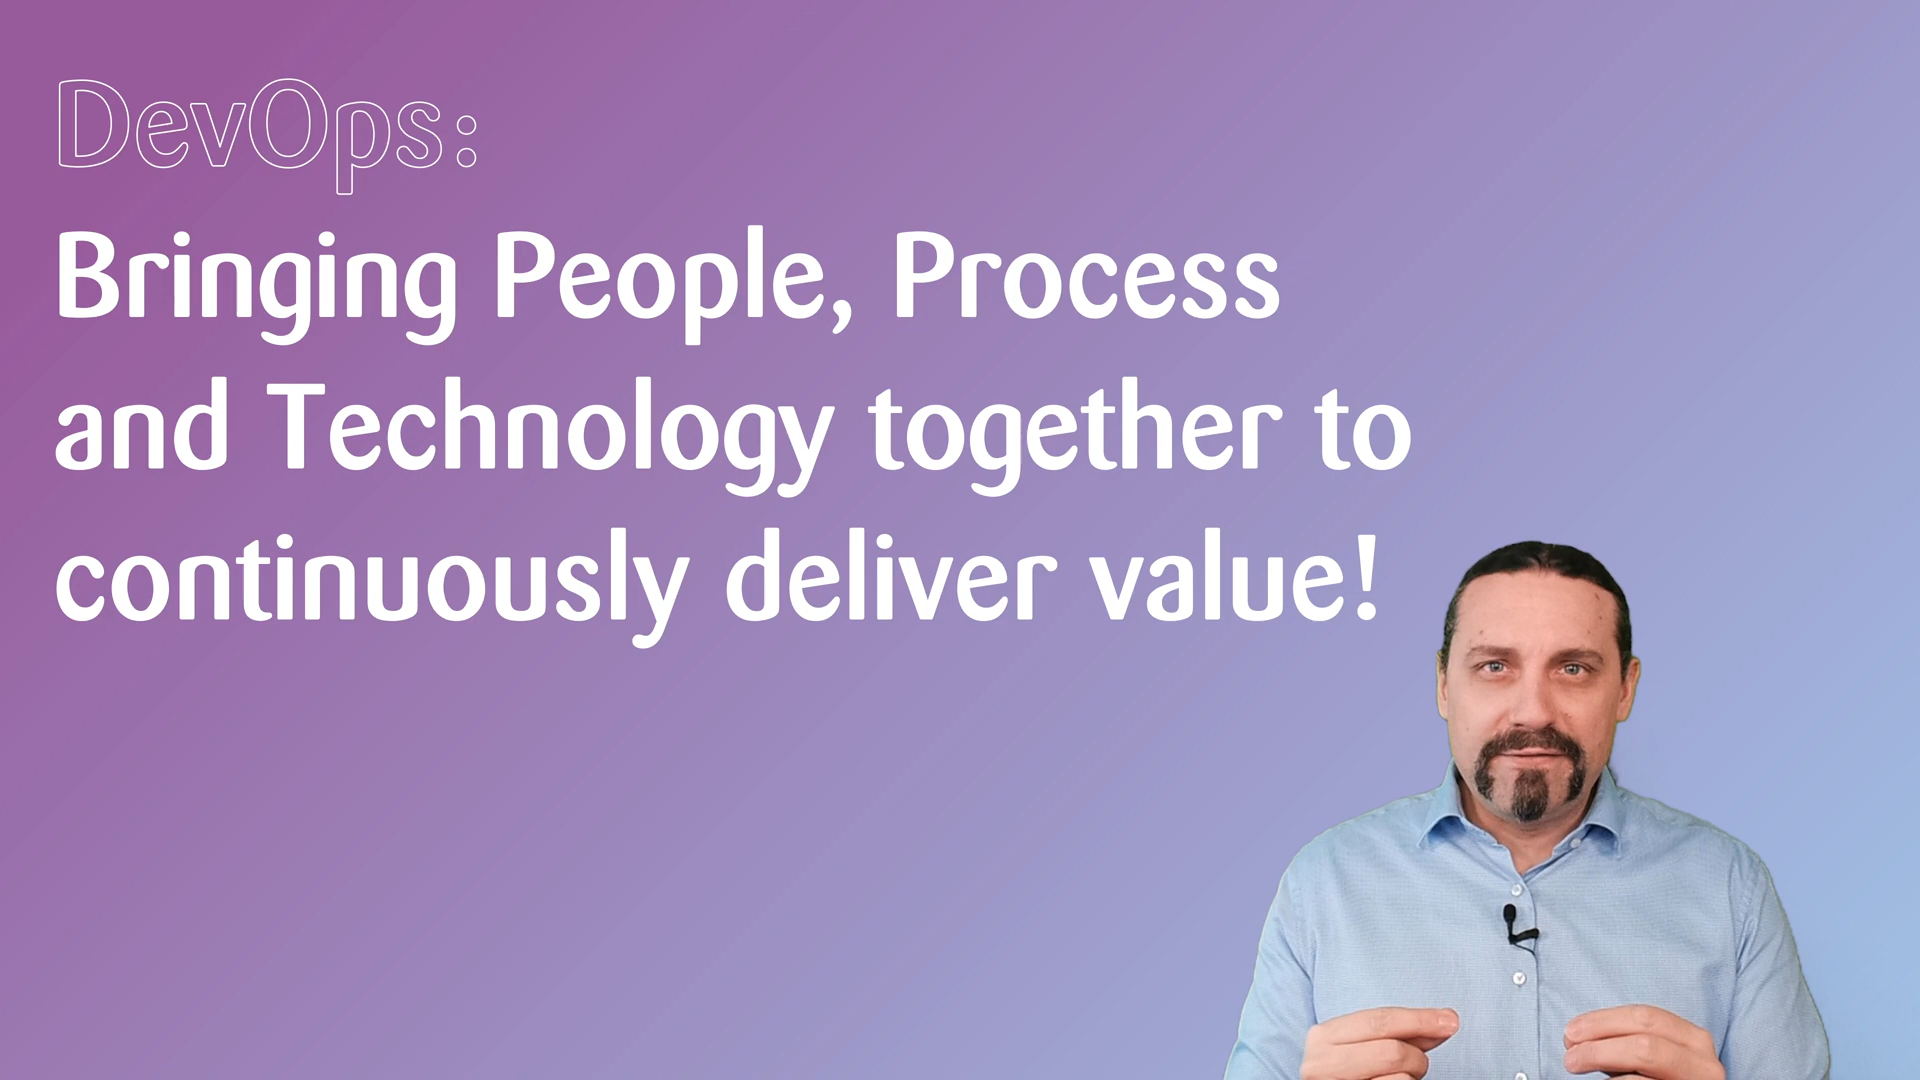 DevOps:
Bringing People, Process
and Technology together to
continuously deliver value!